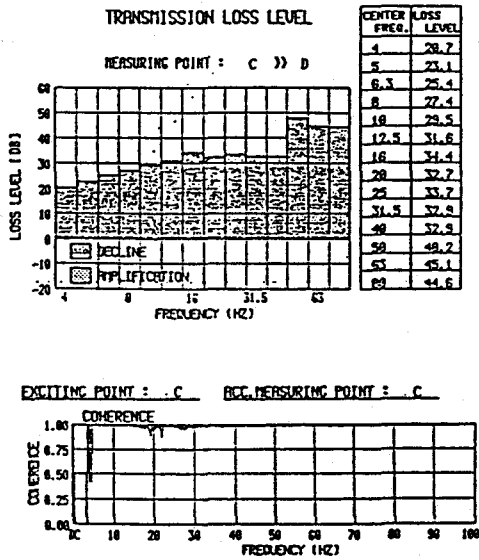 TRANSMISSION LOSS LEVEL
MEASURING POINT : C >> D
LOSS LEVEL (DB)
60
50
40
30
20
10
0
-10
-20
DECLINE
AMPLIFICATION
4 8 16 31.5 63
FREQUENCY (HZ)
CENTER FREQ. LOSS LEVEL
4 20.7
5 23.1
6.3 25.4
8 27.4
10 29.5
12.5 31.6
16 34.4
20 32.7
25 33.7
31.5 32.9
40 32.9
50 48.2
63 45.1
80 44.6
EXCITING POINT : C ACC.MEASURING POINT : C
COHERENCE
COHERENCE
1.00
0.75
0.50
0.25
0.00
DC 10 20 30 40 50 60 70 80 90 100
FREQUENCY (HZ)